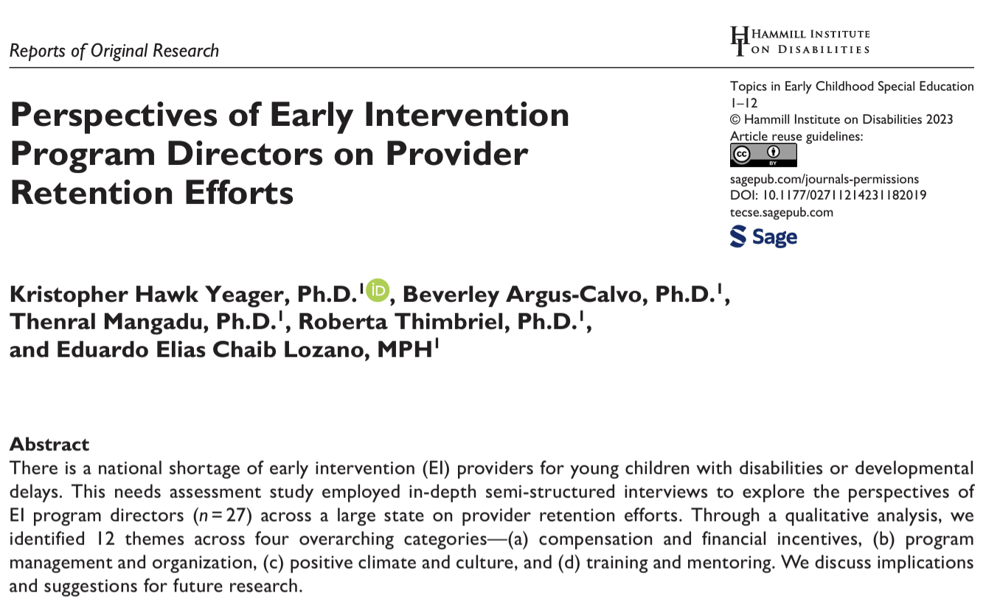 Reports of Original Research
HAMMILL INSTITUTE
ON DISABILITIES
Topics in Early Childhood Special Education
1–12
© Hammill Institute on Disabilities 2023
Article reuse guidelines:
cc BY
sagepub.com/journals-permissions
DOI: 10.1177/02711214231182019
tecse.sagepub.com
Sage
Perspectives of Early Intervention
Program Directors on Provider
Retention Efforts
Kristopher Hawk Yeager, Ph.D.¹ iD, Beverley Argus-Calvo, Ph.D.¹,
Thenral Mangadu, Ph.D.¹, Roberta Thimbriel, Ph.D.¹,
and Eduardo Elias Chaib Lozano, MPH¹
Abstract
There is a national shortage of early intervention (EI) providers for young children with disabilities or developmental
delays. This needs assessment study employed in-depth semi-structured interviews to explore the perspectives of
EI program directors (n = 27) across a large state on provider retention efforts. Through a qualitative analysis, we
identified 12 themes across four overarching categories—(a) compensation and financial incentives, (b) program
management and organization, (c) positive climate and culture, and (d) training and mentoring. We discuss implications
and suggestions for future research.